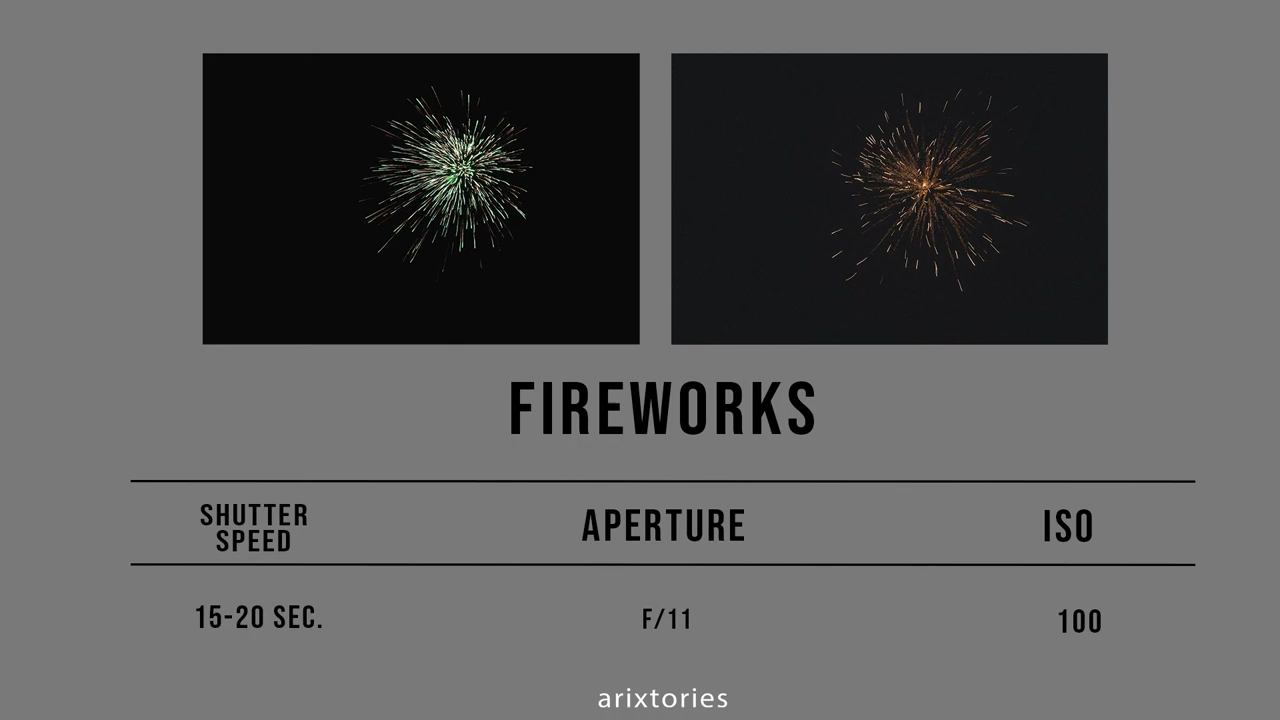 FIREWORKS
SHUTTER
SPEED
APERTURE
ISO
15-20 SEC.
F/11
100
arixtories